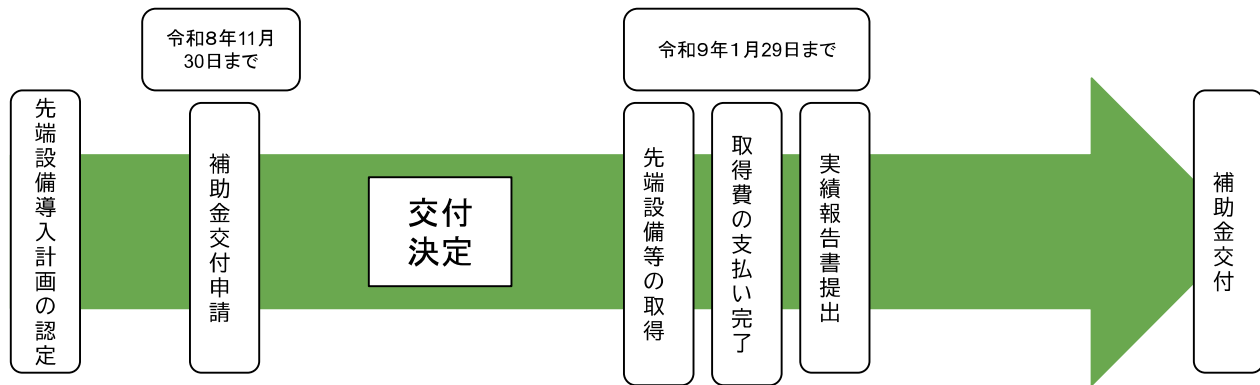 令和8年11月
30日まで
令和9年1月29日まで
先端設備導入計画の認定
補助金交付申請
交付
決定
先端設備等の取得
取得費の支払い完了
実績報告書提出
補助金交付